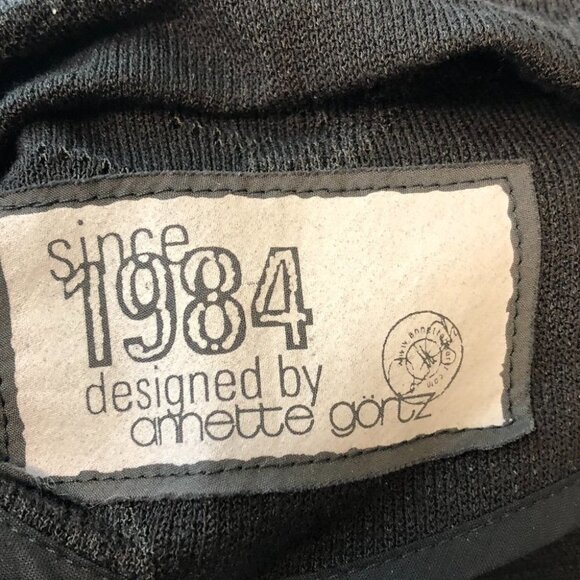 since
1984
designed by
annette görtz